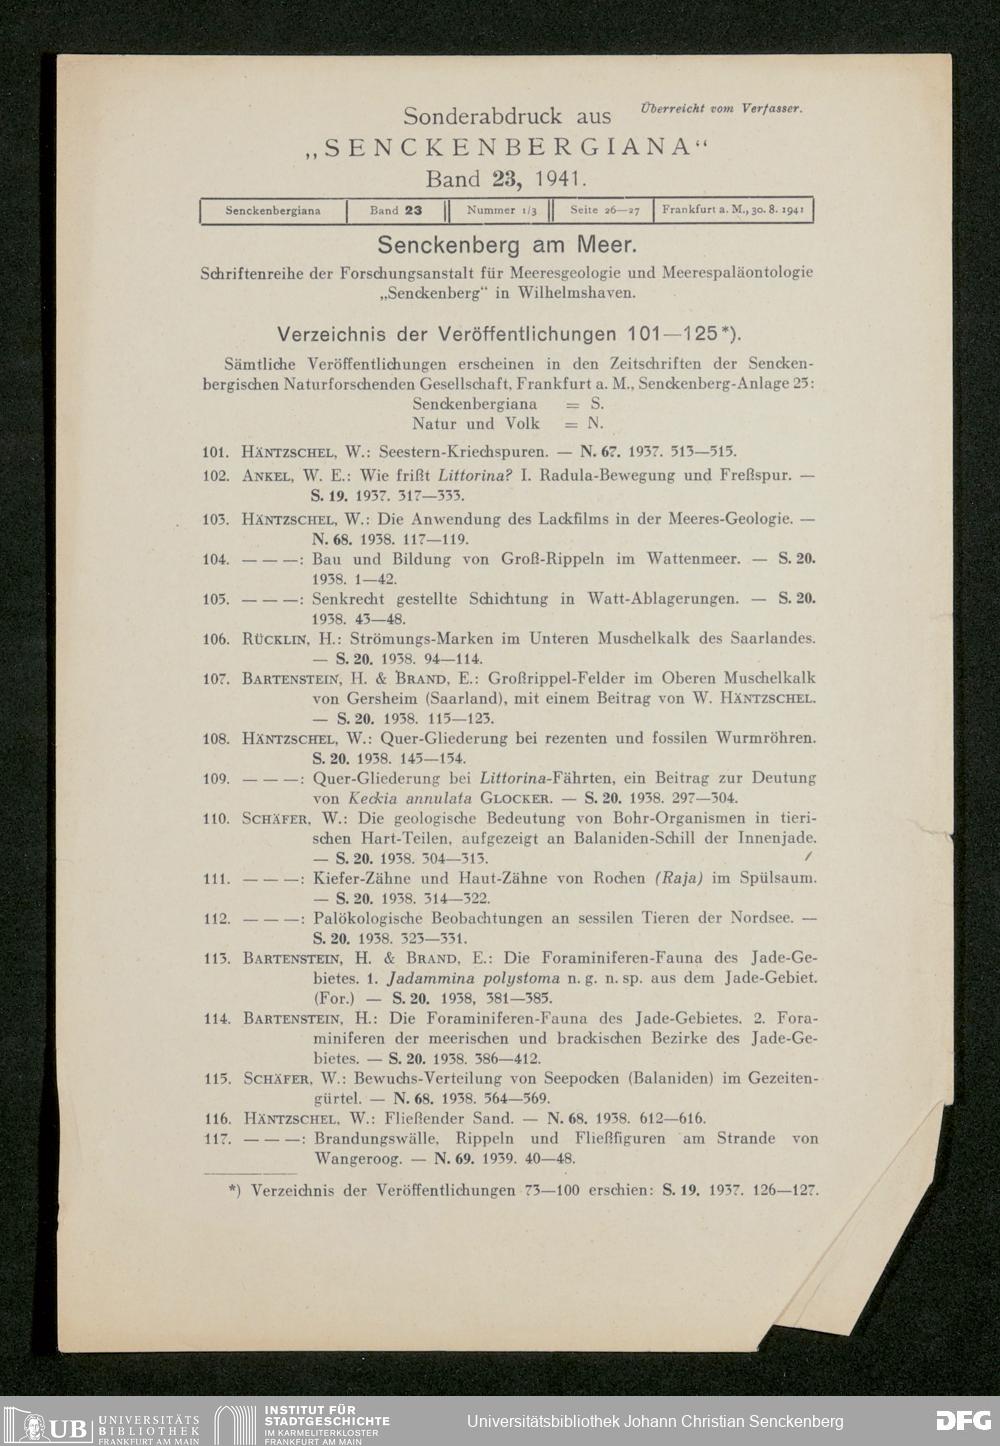 Überreicht vom Verfasser.
Sonderabdruck aus
„SENCKENBERGIANA“
Band 23, 1941.
Senckenbergiana | Band 23 || Nummer 1/3 || Seite 26—27 | Frankfurt a. M., 30. 8. 1941
Senckenberg am Meer.
Schriftenreihe der Forschungsanstalt für Meeresgeologie und Meerespaläontologie
„Senckenberg“ in Wilhelmshaven.
Verzeichnis der Veröffentlichungen 101—125*).
Sämtliche Veröffentlichungen erscheinen in den Zeitschriften der Sencken-
bergischen Naturforschenden Gesellschaft, Frankfurt a. M., Senckenberg-Anlage 25:
Senckenbergiana = S.
Natur und Volk = N.
101. HÄNTZSCHEL, W.: Seestern-Kriechspuren. — N. 67. 1937. 513—515.
102. ANKEL, W. E.: Wie frißt Littorina? I. Radula-Bewegung und Freßspur. —
S. 19. 1937. 317—333.
103. HÄNTZSCHEL, W.: Die Anwendung des Lackfilms in der Meeres-Geologie. —
N. 68. 1938. 117—119.
104. — — —: Bau und Bildung von Groß-Rippeln im Wattenmeer. — S. 20.
1938. 1—42.
105. — — —: Senkrecht gestellte Schichtung in Watt-Ablagerungen. — S. 20.
1938. 43—48.
106. RÜCKLIN, H.: Strömungs-Marken im Unteren Muschelkalk des Saarlandes.
— S. 20. 1938. 94—114.
107. BARTENSTEIN, H. & BRAND, E.: Großrippel-Felder im Oberen Muschelkalk
von Gersheim (Saarland), mit einem Beitrag von W. HÄNTZSCHEL.
— S. 20. 1938. 115—123.
108. HÄNTZSCHEL, W.: Quer-Gliederung bei rezenten und fossilen Wurmröhren.
S. 20. 1938. 145—154.
109. — — —: Quer-Gliederung bei Littorina-Fährten, ein Beitrag zur Deutung
von Keckia annulata GLOCKER. — S. 20. 1938. 297—304.
110. SCHÄFER, W.: Die geologische Bedeutung von Bohr-Organismen in tieri-
schen Hart-Teilen, aufgezeigt an Balaniden-Schill der Innenjade.
— S. 20. 1938. 304—313.
111. — — —: Kiefer-Zähne und Haut-Zähne von Rochen (Raja) im Spülsaum.
— S. 20. 1938. 314—322.
112. — — —: Palökologische Beobachtungen an sessilen Tieren der Nordsee. —
S. 20. 1938. 323—331.
113. BARTENSTEIN, H. & BRAND, E.: Die Foraminiferen-Fauna des Jade-Ge-
bietes. 1. Jadammina polystoma n. g. n. sp. aus dem Jade-Gebiet.
(For.) — S. 20. 1938, 381—385.
114. BARTENSTEIN, H.: Die Foraminiferen-Fauna des Jade-Gebietes. 2. Fora-
miniferen der meerischen und brackischen Bezirke des Jade-Ge-
bietes. — S. 20. 1938. 386—412.
115. SCHÄFER, W.: Bewuchs-Verteilung von Seepocken (Balaniden) im Gezeiten-
gürtel. — N. 68. 1938. 564—569.
116. HÄNTZSCHEL, W.: Fließender Sand. — N. 68. 1938. 612—616.
117. — — —: Brandungswälle, Rippeln und Fließfiguren am Strande von
Wangeroog. — N. 69. 1939. 40—48.
*) Verzeichnis der Veröffentlichungen 73—100 erschien: S. 19. 1937. 126—127.
UB UNIVERSITÄTS
BIBLIOTHEK
FRANKFURT AM MAIN
INSTITUT FÜR
STADTGESCHICHTE
IM KARMELITERKLOSTER
FRANKFURT AM MAIN
Universitätsbibliothek Johann Christian Senckenberg
DFG